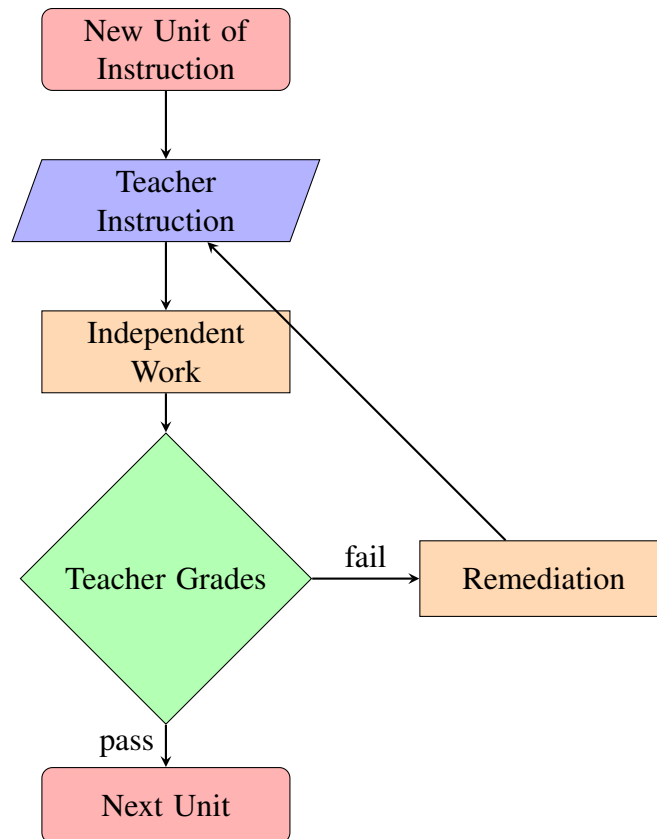 New Unit of
Instruction
Teacher
Instruction
Independent
Work
Teacher Grades
fail
Remediation
pass
Next Unit